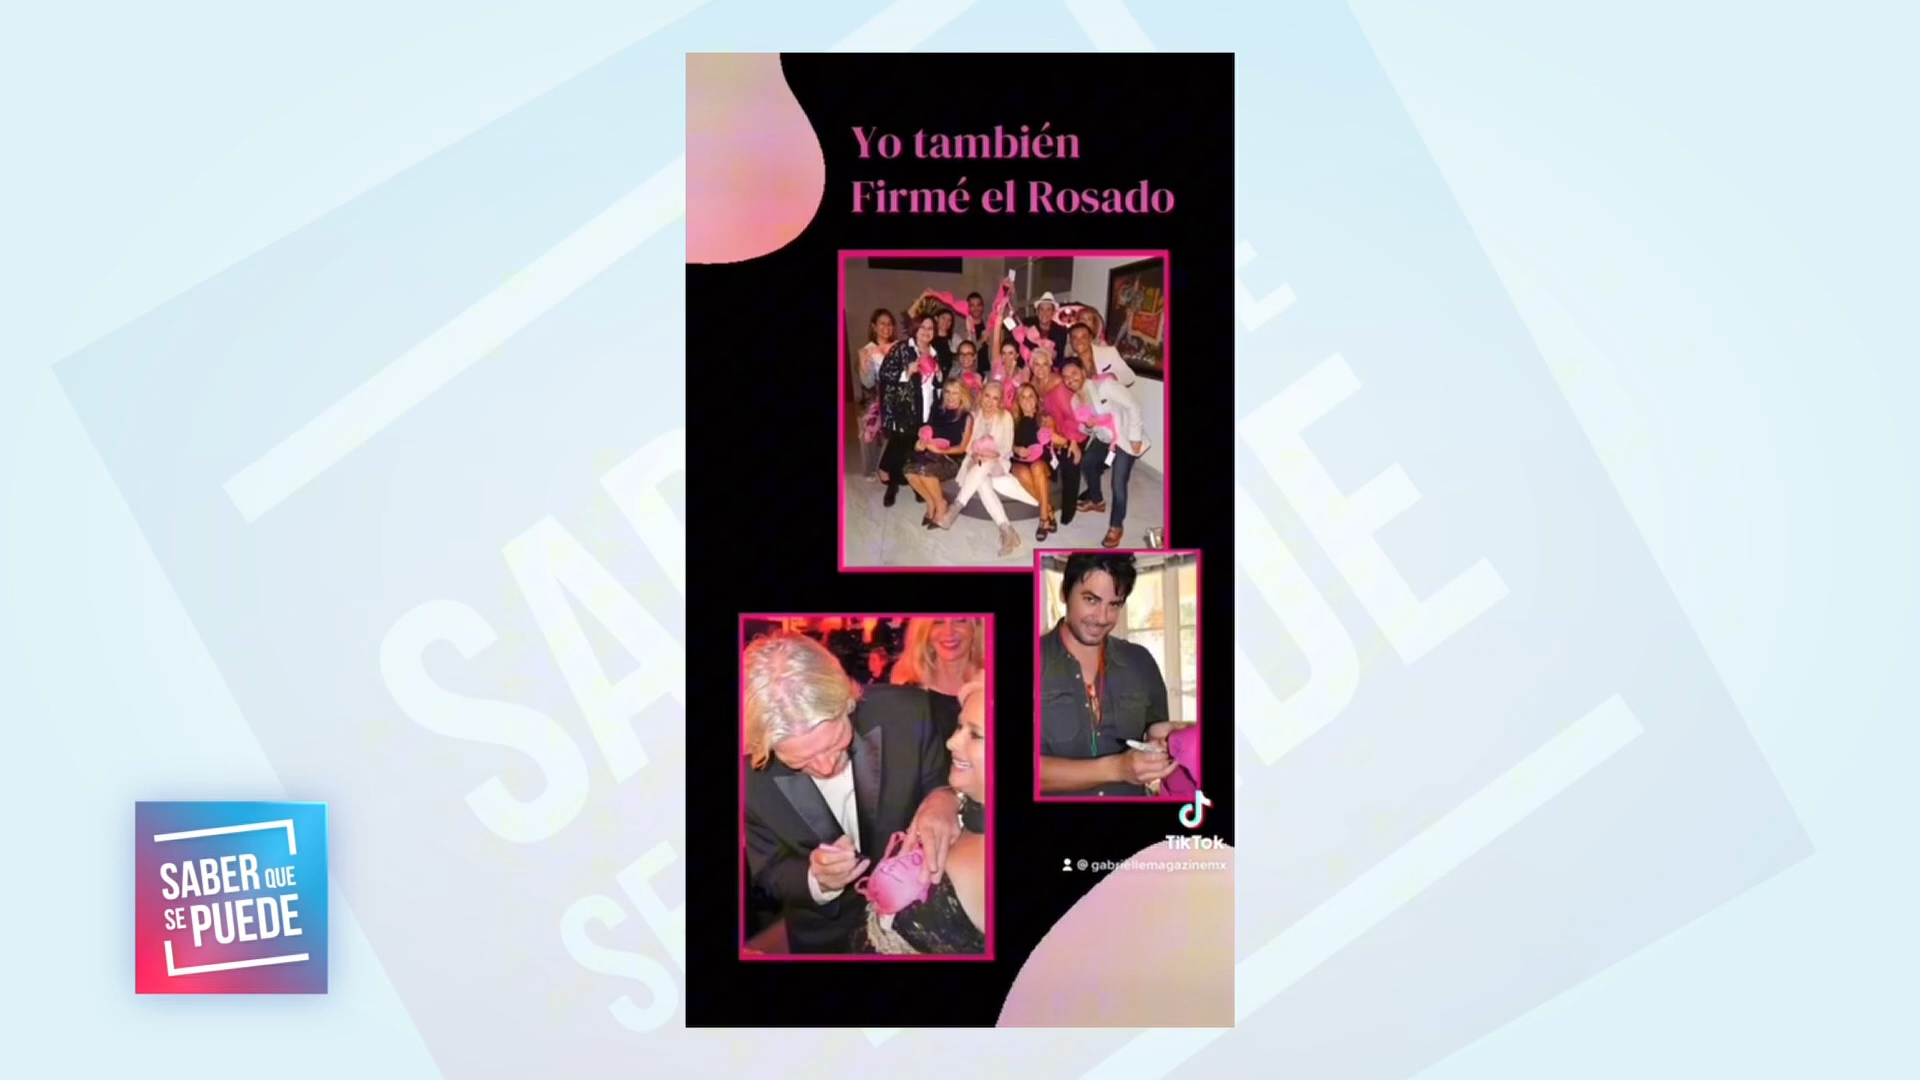 Yo también
Firmé el Rosado
TikTok
@ gabriellemagazinemx
SABER QUE
SE PUEDE